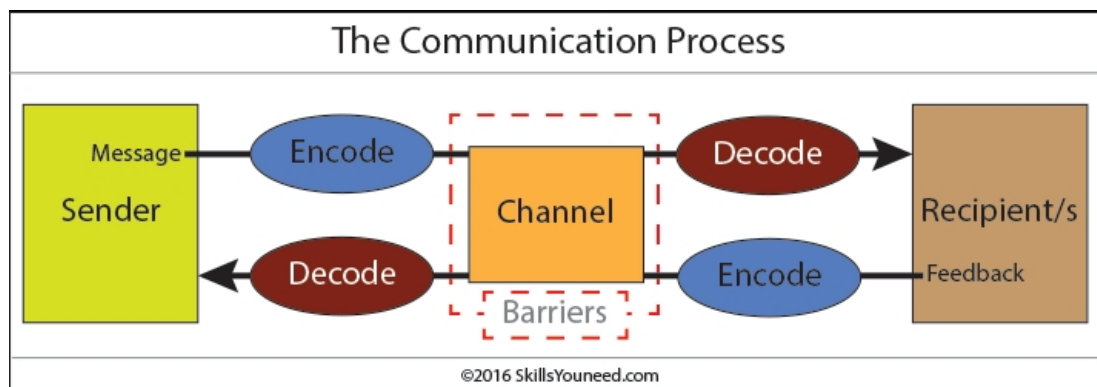 The Communication Process
Message
Encode
Decode
Sender
Channel
Recipient/s
Decode
Encode
Feedback
Barriers
©2016 SkillsYouneed.com